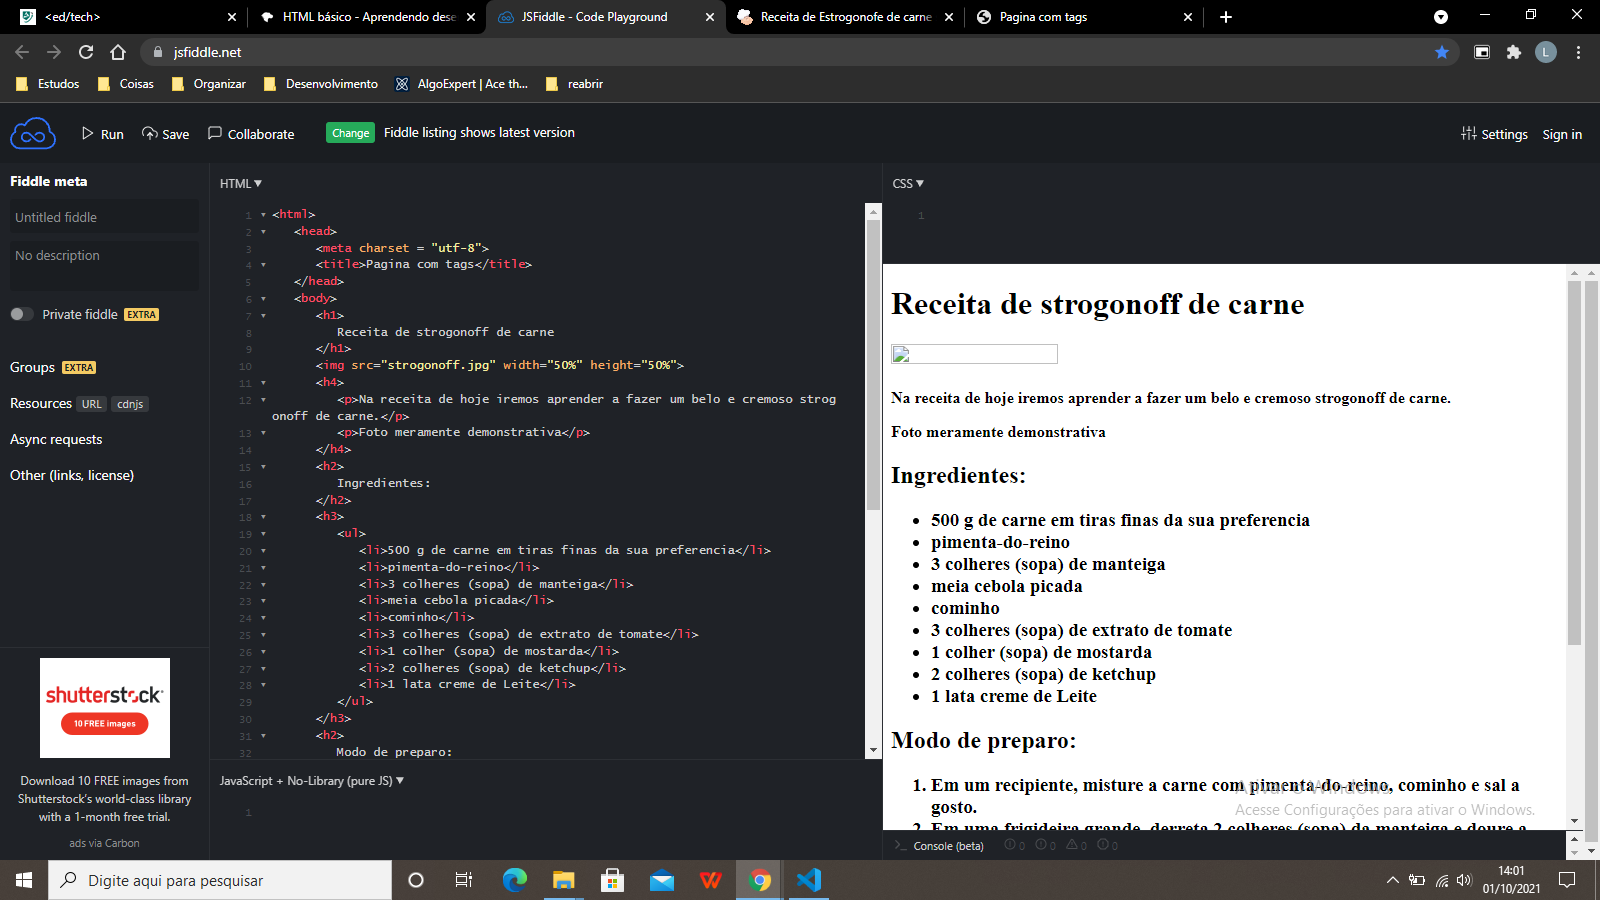 <ed/tech>
HTML básico - Aprendendo dese
JSFiddle - Code Playground
Receita de Estrogonofe de carne
Pagina com tags
jsfiddle.net
L
Estudos
Coisas
Organizar
Desenvolvimento
AlgoExpert | Ace th...
reabrir
Run
Save
Collaborate
Change
Fiddle listing shows latest version
Settings
Sign in
Fiddle meta
Untitled fiddle
No description
Private fiddle EXTRA
Groups EXTRA
Resources URL cdnjs
Async requests
Other (links, license)
shutterstock
10 FREE images
Download 10 FREE images from
Shutterstock's world-class library
with a 1-month free trial.
ads via Carbon
HTML
1 <html>
2 <head>
3 <meta charset = "utf-8">
4 <title>Pagina com tags</title>
5 </head>
6 <body>
7 <h1>
8 Receita de strogonoff de carne
9 </h1>
10 <img src="strogonoff.jpg" width="50%" height="50%">
11 <h4>
12 <p>Na receita de hoje iremos aprender a fazer um belo e cremoso strog
onoff de carne.</p>
13 <p>Foto meramente demonstrativa</p>
14 </h4>
15 <h2>
16 Ingredientes:
17 </h2>
18 <h3>
19 <ul>
20 <li>500 g de carne em tiras finas da sua preferencia</li>
21 <li>pimenta-do-reino</li>
22 <li>3 colheres (sopa) de manteiga</li>
23 <li>meia cebola picada</li>
24 <li>cominho</li>
25 <li>3 colheres (sopa) de extrato de tomate</li>
26 <li>1 colher (sopa) de mostarda</li>
27 <li>2 colheres (sopa) de ketchup</li>
28 <li>1 lata creme de Leite</li>
29 </ul>
30 </h3>
31 <h2>
32 Modo de preparo:
JavaScript + No-Library (pure JS)
1
CSS
1
Receita de strogonoff de carne
Na receita de hoje iremos aprender a fazer um belo e cremoso strogonoff de carne.
Foto meramente demonstrativa
Ingredientes:
500 g de carne em tiras finas da sua preferencia
pimenta-do-reino
3 colheres (sopa) de manteiga
meia cebola picada
cominho
3 colheres (sopa) de extrato de tomate
1 colher (sopa) de mostarda
2 colheres (sopa) de ketchup
1 lata creme de Leite
Modo de preparo:
1. Em um recipiente, misture a carne com pimenta-do-reino, cominho e sal a
gosto.
2. Em uma frigideira grande, derreta 2 colheres (sopa) da manteiga e doure a
Ativar o Windows
Acesse Configurações para ativar o Windows.
Console (beta)
0 0 0 0
Digite aqui para pesquisar
14:01
01/10/2021